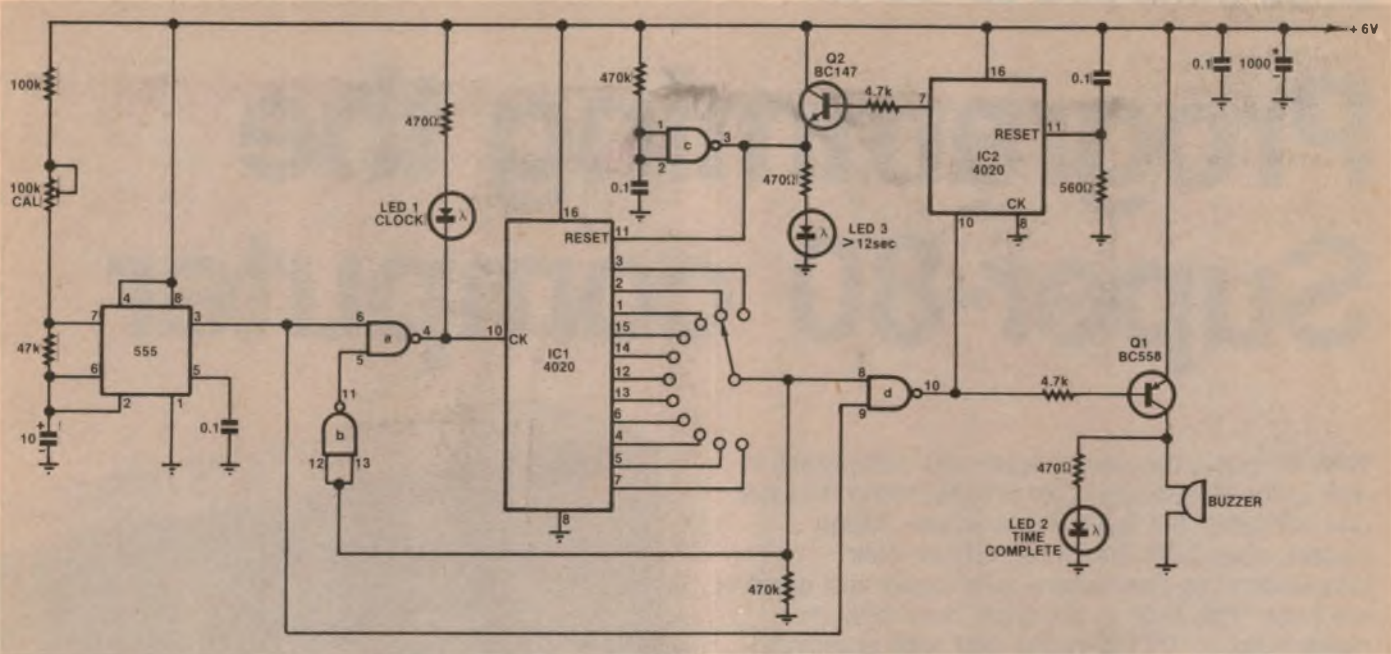 + 6V
100k
100k
CAL
47k
10
+
-
7
6
2
4
8
3
5
1
555
0.1
470Ω
LED 1
CLOCK
λ
6
5
4
a
11
b
12
13
10
CK
16
RESET
11
IC1
4020
3
2
1
15
14
12
13
6
4
5
7
8
470k
1
2
3
c
0.1
Q2
BC147
4.7k
470Ω
LED 3
>12sec
λ
7
16
RESET
11
IC2
4020
CK
10
8
0.1
560Ω
0.1
1000
+
-
8
9
10
d
470k
4.7k
Q1
BC558
470Ω
LED 2
TIME
COMPLETE
λ
BUZZER